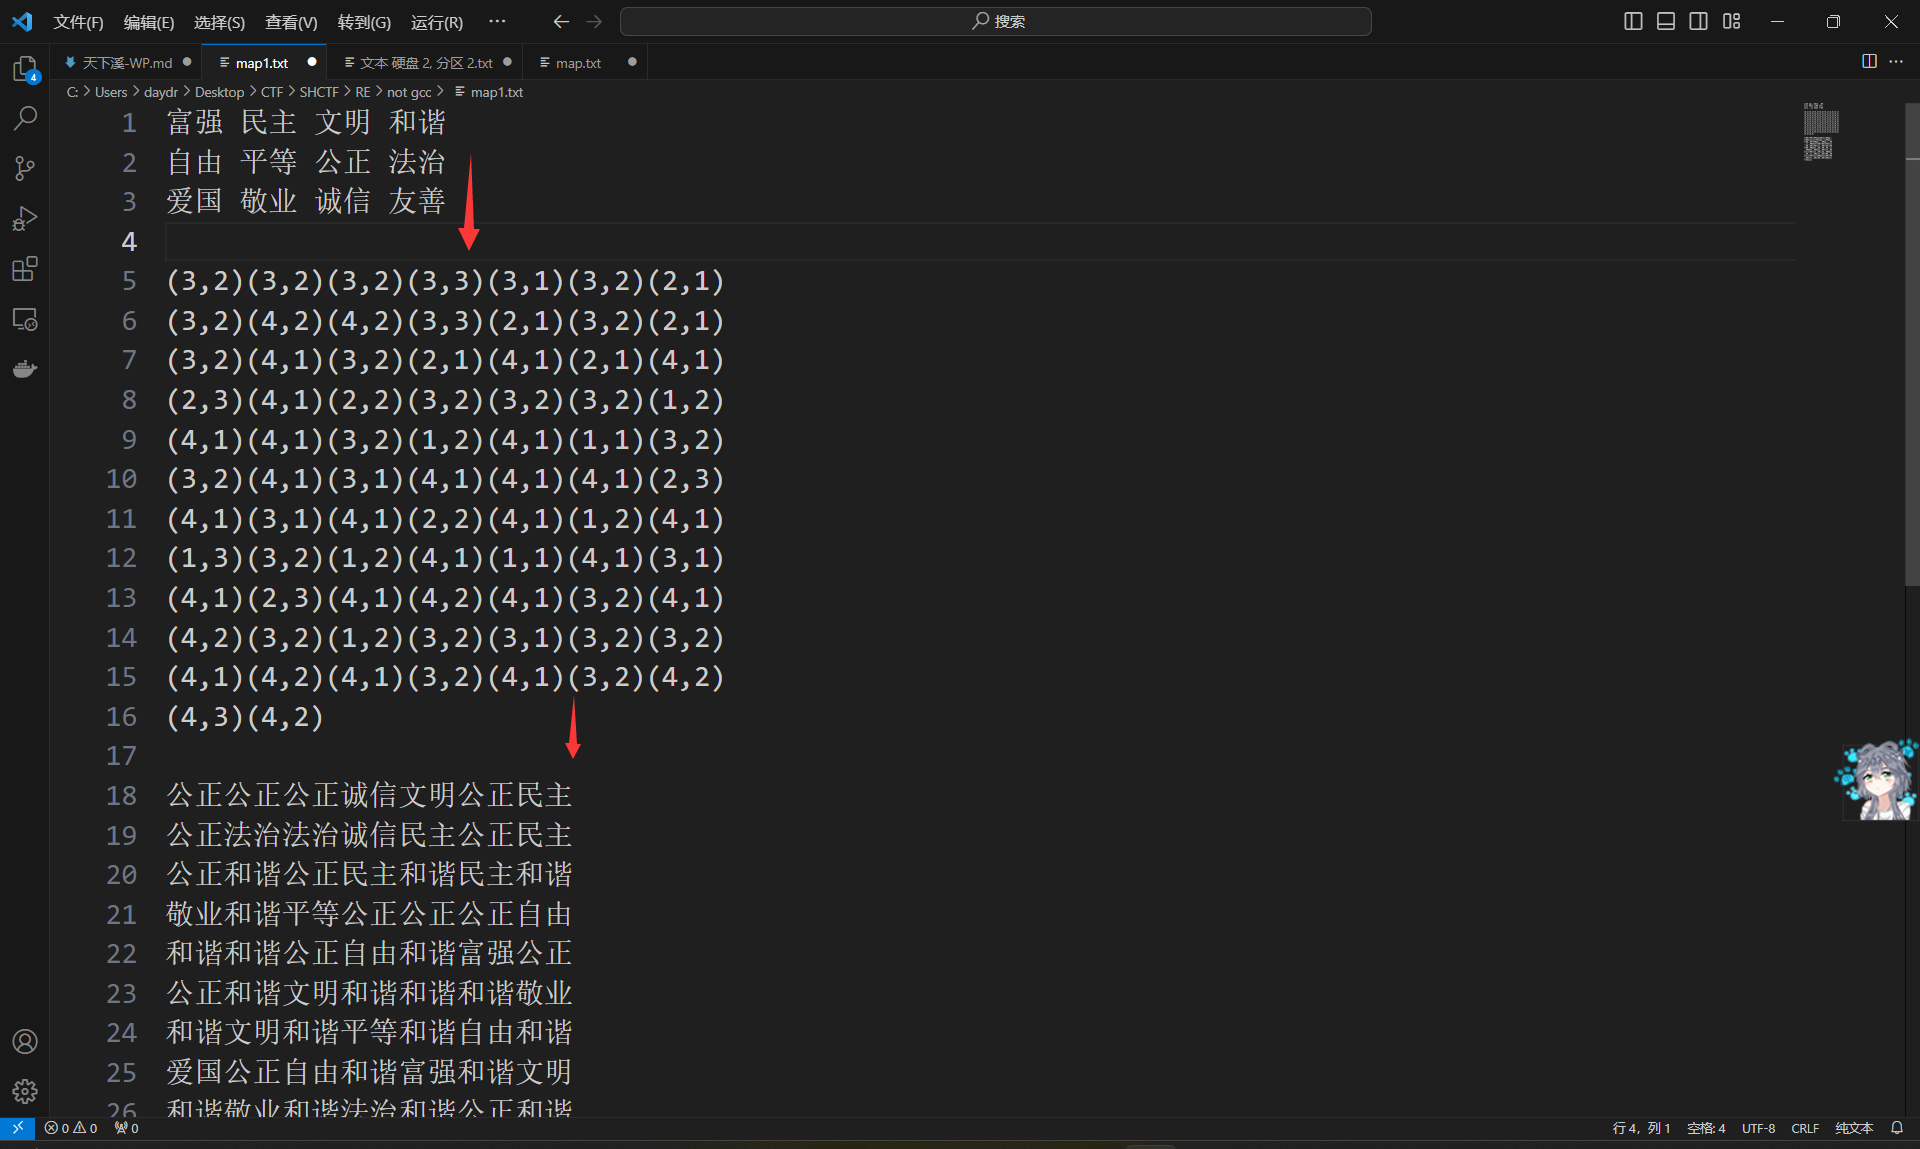 文件(F) 编辑(E) 选择(S) 查看(V) 转到(G) 运行(R) ··· 搜索
天下溪-WP.md map1.txt 文本 硬盘 2, 分区 2.txt map.txt
C: > Users > daydr > Desktop > CTF > SHCTF > RE > not gcc > map1.txt
4
1 富强 民主 文明 和谐
2 自由 平等 公正 法治
3 爱国 敬业 诚信 友善
4
5 (3,2)(3,2)(3,2)(3,3)(3,1)(3,2)(2,1)
6 (3,2)(4,2)(4,2)(3,3)(2,1)(3,2)(2,1)
7 (3,2)(4,1)(3,2)(2,1)(4,1)(2,1)(4,1)
8 (2,3)(4,1)(2,2)(3,2)(3,2)(3,2)(1,2)
9 (4,1)(4,1)(3,2)(1,2)(4,1)(1,1)(3,2)
10 (3,2)(4,1)(3,1)(4,1)(4,1)(4,1)(2,3)
11 (4,1)(3,1)(4,1)(2,2)(4,1)(1,2)(4,1)
12 (1,3)(3,2)(1,2)(4,1)(1,1)(4,1)(3,1)
13 (4,1)(2,3)(4,1)(4,2)(4,1)(3,2)(4,1)
14 (4,2)(3,2)(1,2)(3,2)(3,1)(3,2)(3,2)
15 (4,1)(4,2)(4,1)(3,2)(4,1)(3,2)(4,2)
16 (4,3)(4,2)
17
18 公正公正公正诚信文明公正民主
19 公正法治法治诚信民主公正民主
20 公正和谐公正民主和谐民主和谐
21 敬业和谐平等公正公正公正自由
22 和谐和谐公正自由和谐富强公正
23 公正和谐文明和谐和谐和谐敬业
24 和谐文明和谐平等和谐自由和谐
25 爱国公正自由和谐富强和谐文明
26 和谐敬业和谐法治和谐公正和谐
0 0 0 行 4, 列 1 空格: 4 UTF-8 CRLF 纯文本